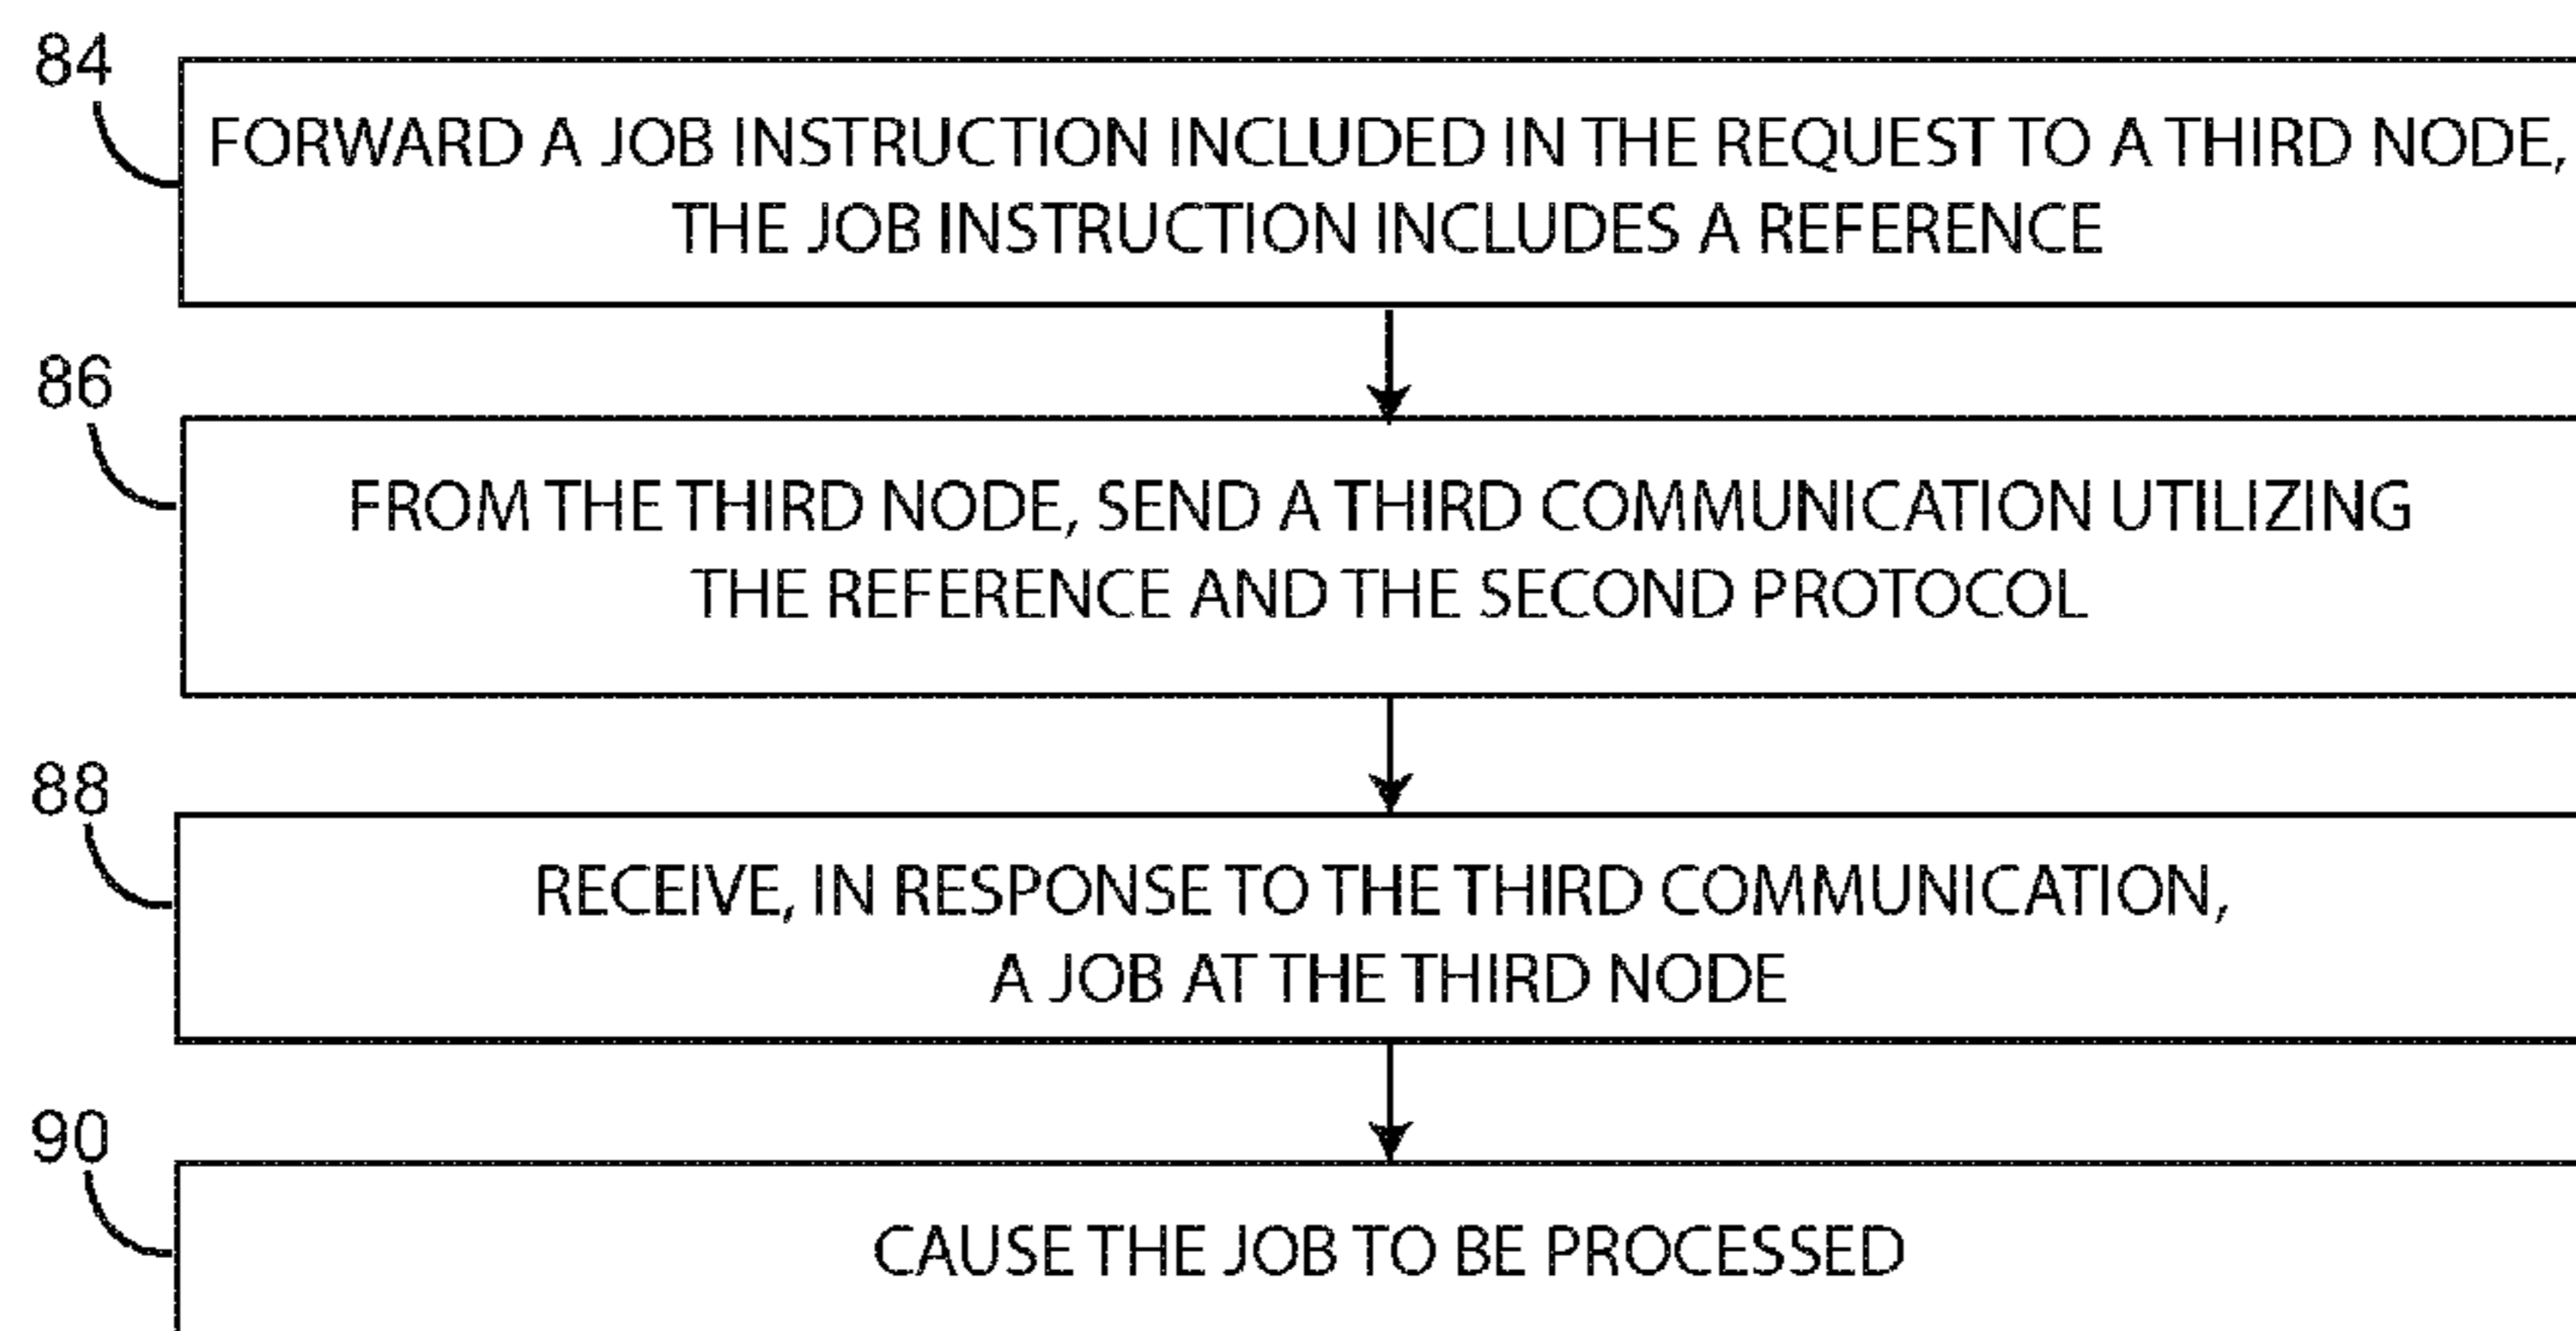 84
FORWARD A JOB INSTRUCTION INCLUDED IN THE REQUEST TO A THIRD NODE,
THE JOB INSTRUCTION INCLUDES A REFERENCE
86
FROM THE THIRD NODE, SEND A THIRD COMMUNICATION UTILIZING
THE REFERENCE AND THE SECOND PROTOCOL
88
RECEIVE, IN RESPONSE TO THE THIRD COMMUNICATION,
A JOB AT THE THIRD NODE
90
CAUSE THE JOB TO BE PROCESSED